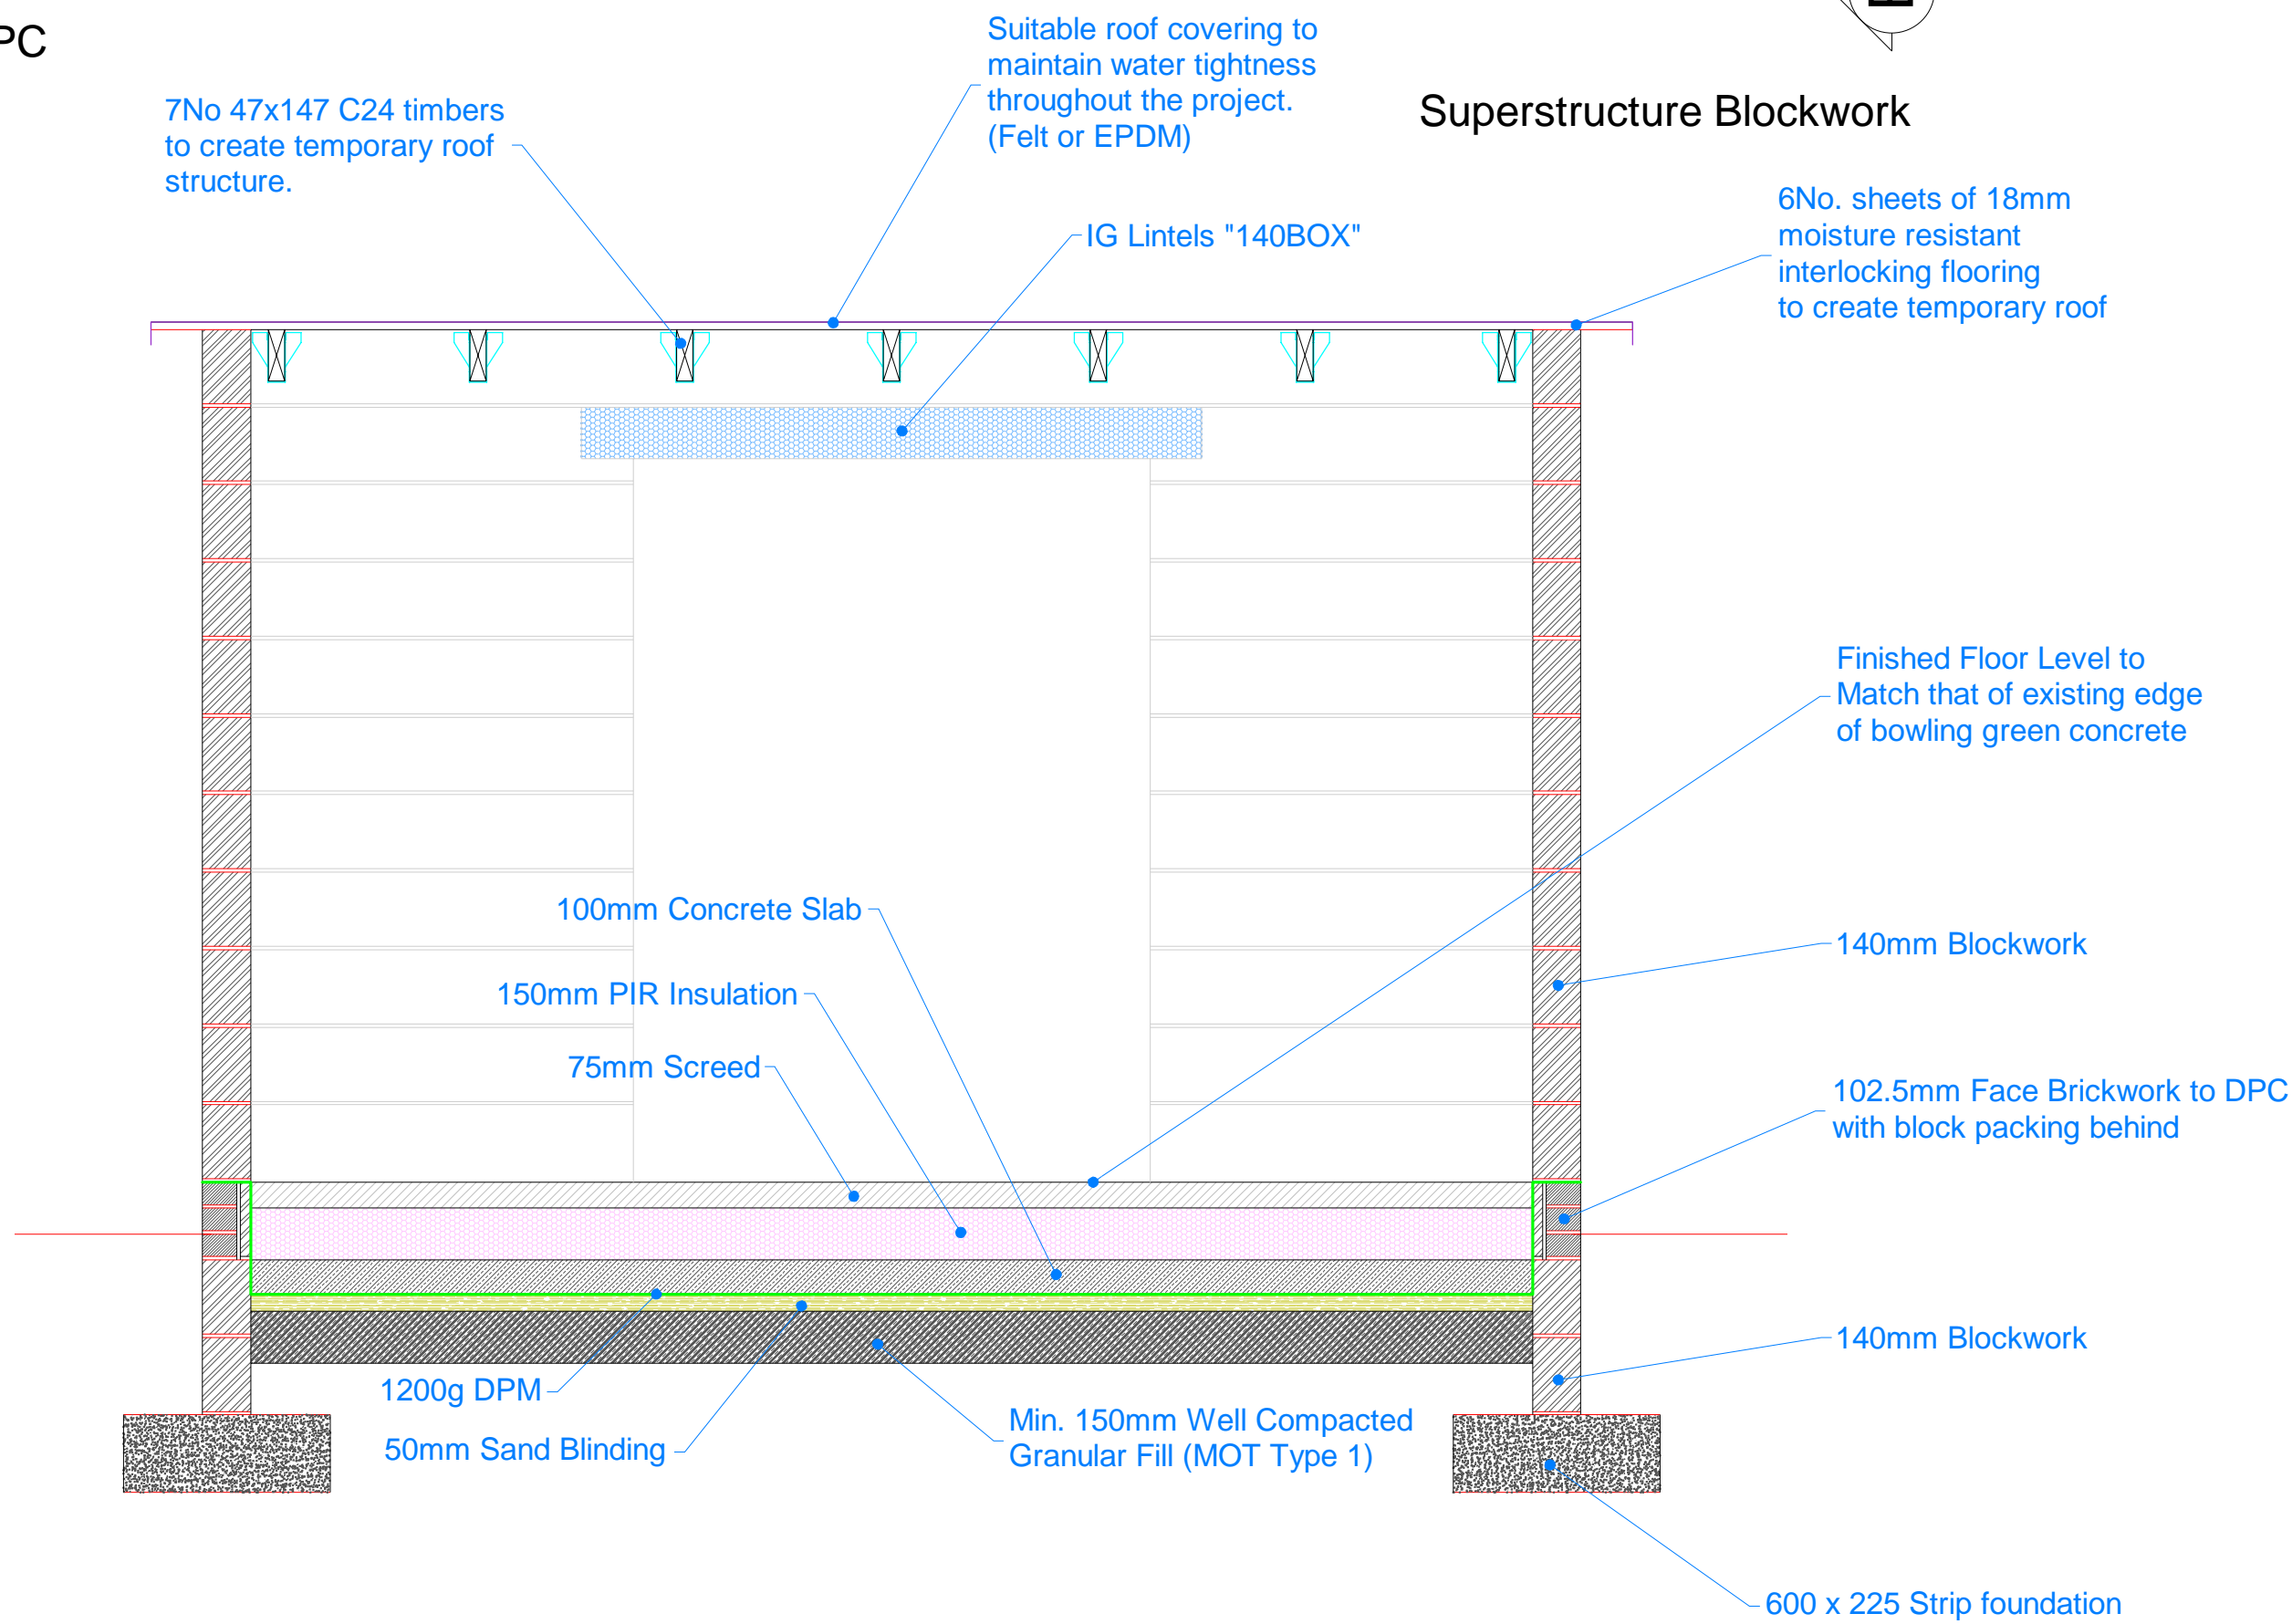 PC
Suitable roof covering to
maintain water tightness
throughout the project.
(Felt or EPDM)
Superstructure Blockwork
7No 47x147 C24 timbers
to create temporary roof
structure.
IG Lintels "140BOX"
6No. sheets of 18mm
moisture resistant
interlocking flooring
to create temporary roof
Finished Floor Level to
Match that of existing edge
of bowling green concrete
100mm Concrete Slab
140mm Blockwork
150mm PIR Insulation
75mm Screed
102.5mm Face Brickwork to DPC
with block packing behind
140mm Blockwork
1200g DPM
50mm Sand Blinding
Min. 150mm Well Compacted
Granular Fill (MOT Type 1)
600 x 225 Strip foundation